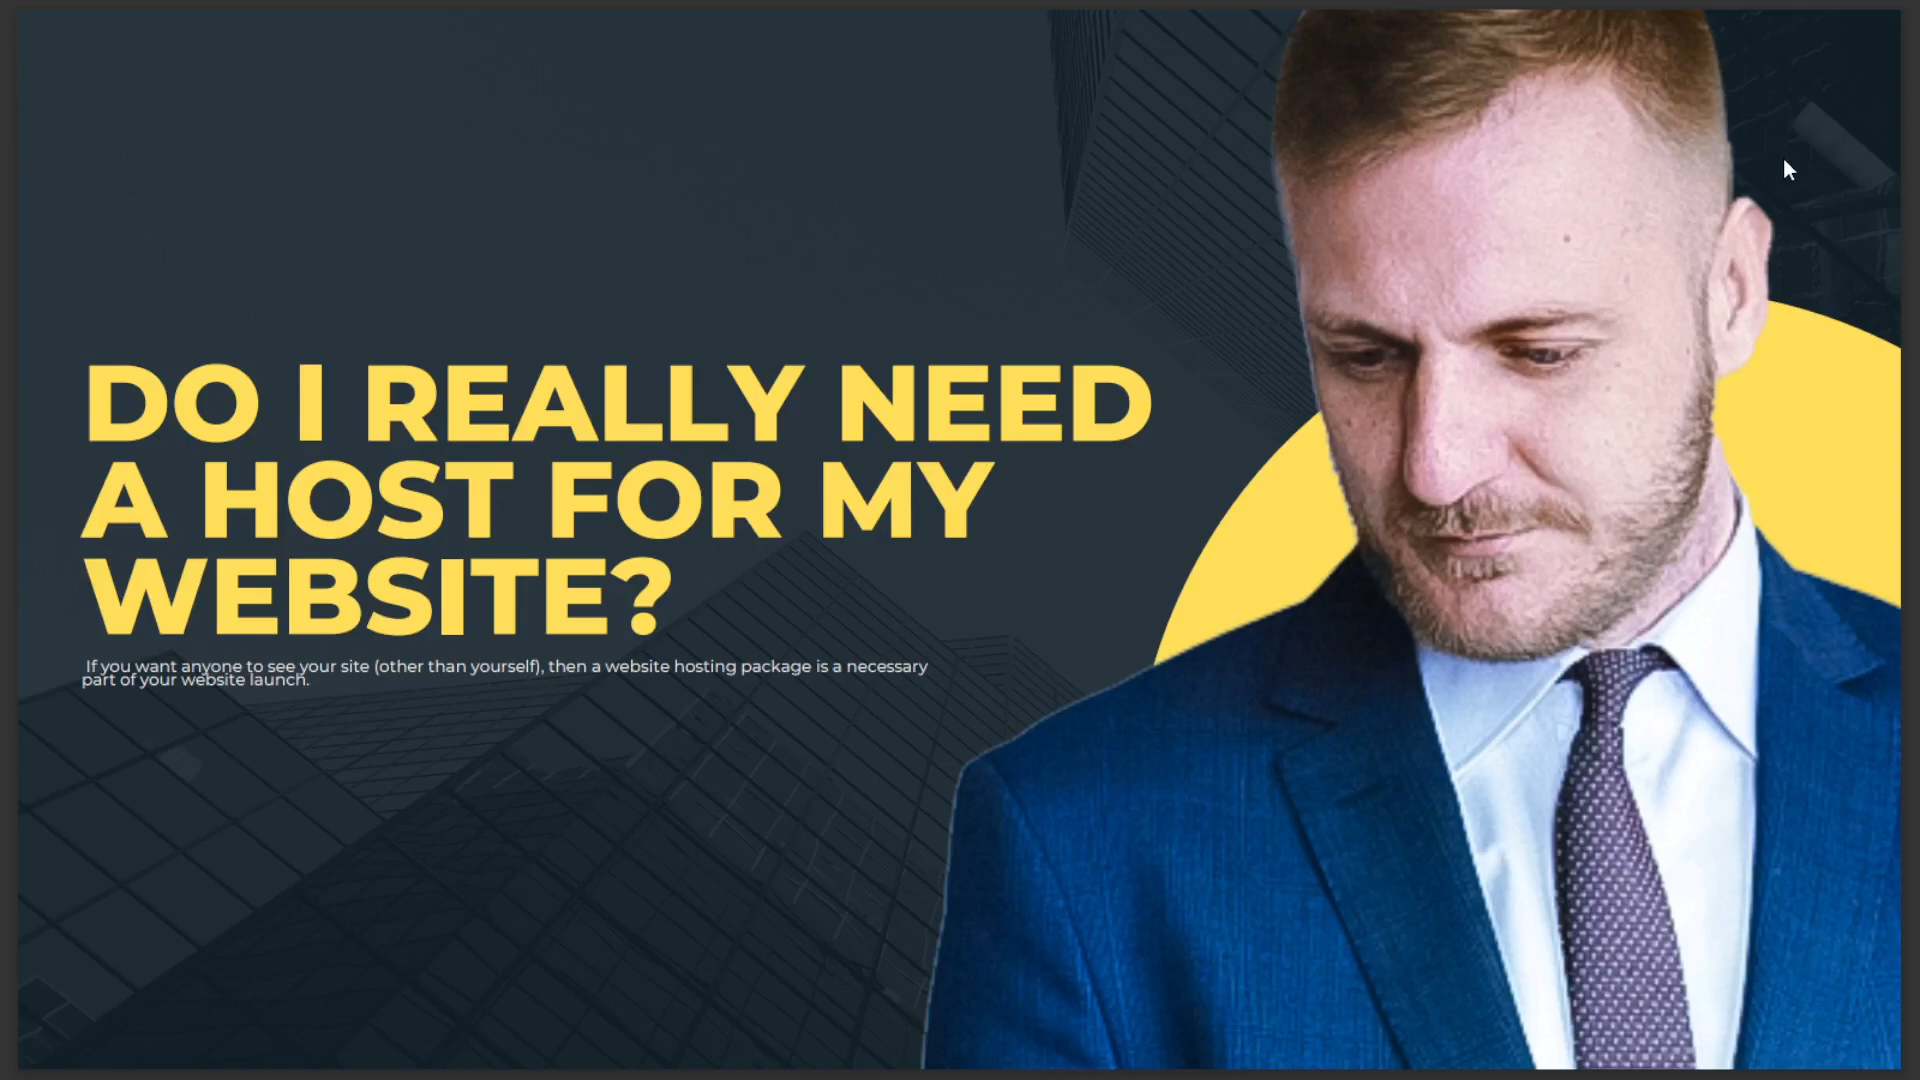 DO I REALLY NEED
A HOST FOR MY
WEBSITE?
If you want anyone to see your site (other than yourself), then a website hosting package is a necessary
part of your website launch.